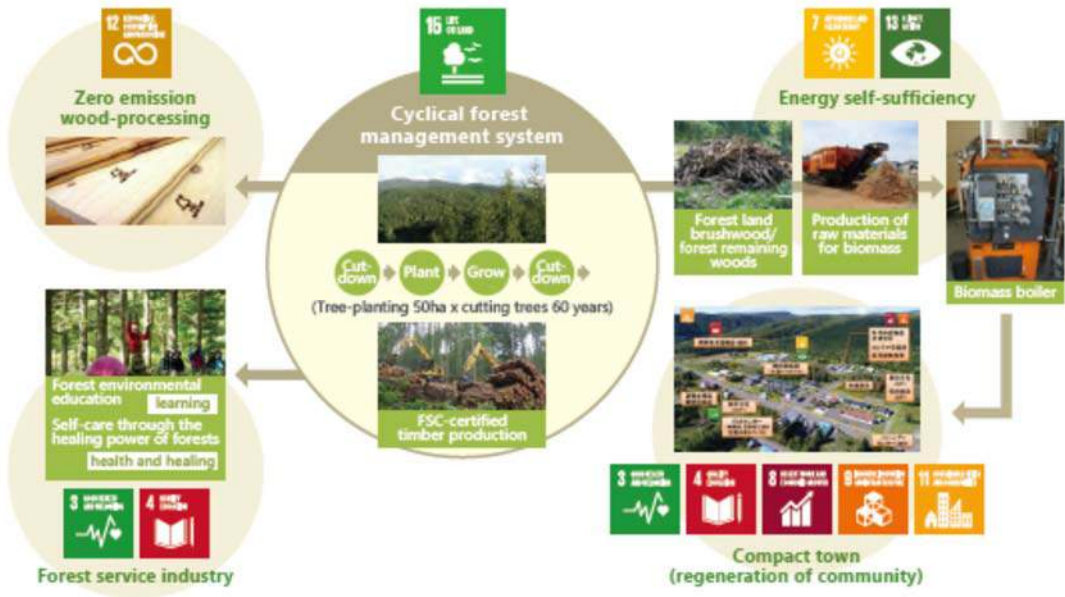 12
Zero emission
wood-processing
15
LIFE
ON LAND
Cyclical forest
management system
Cut-
down
Plant
Grow
Cut-
down
(Tree-planting 50ha x cutting trees 60 years)
FSC-certified
timber production
7
13
Energy self-sufficiency
Forest land
brushwood/
forest remaining
woods
Production of
raw materials
for biomass
Biomass boiler
Forest environmental
education
learning
Self-care through the
healing power of forests
health and healing
3
4
Forest service industry
3
4
8
9
11
Compact town
(regeneration of community)